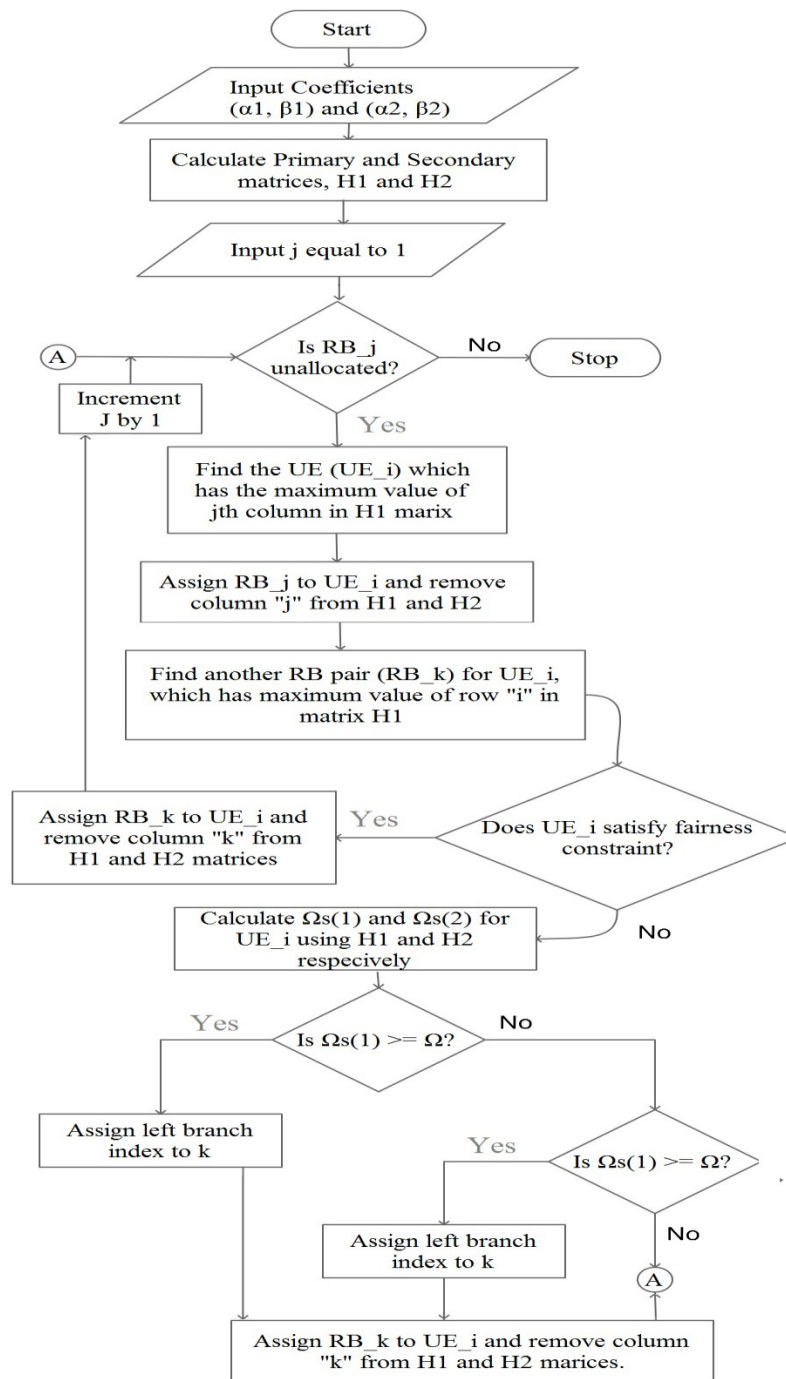 Start
Input Coefficients
(α1, β1) and (α2, β2)
Calculate Primary and Secondary
matrices, H1 and H2
Input j equal to 1
A
Is RB_j
unallocated?
No
Stop
Increment
J by 1
Yes
Find the UE (UE_i) which
has the maximum value of
jth column in H1 marix
Assign RB_j to UE_i and remove
column "j" from H1 and H2
Find another RB pair (RB_k) for UE_i,
which has maximum value of row "i" in
matrix H1
Assign RB_k to UE_i and
remove column "k" from
H1 and H2 matrices
Yes
Does UE_i satisfy fairness
constraint?
No
Calculate Ωs(1) and Ωs(2) for
UE_i using H1 and H2
respecively
Yes
Is Ωs(1) >= Ω?
No
Assign left branch
index to k
Yes
Is Ωs(1) >= Ω?
No
Assign left branch
index to k
A
Assign RB_k to UE_i and remove column
"k" from H1 and H2 marices.